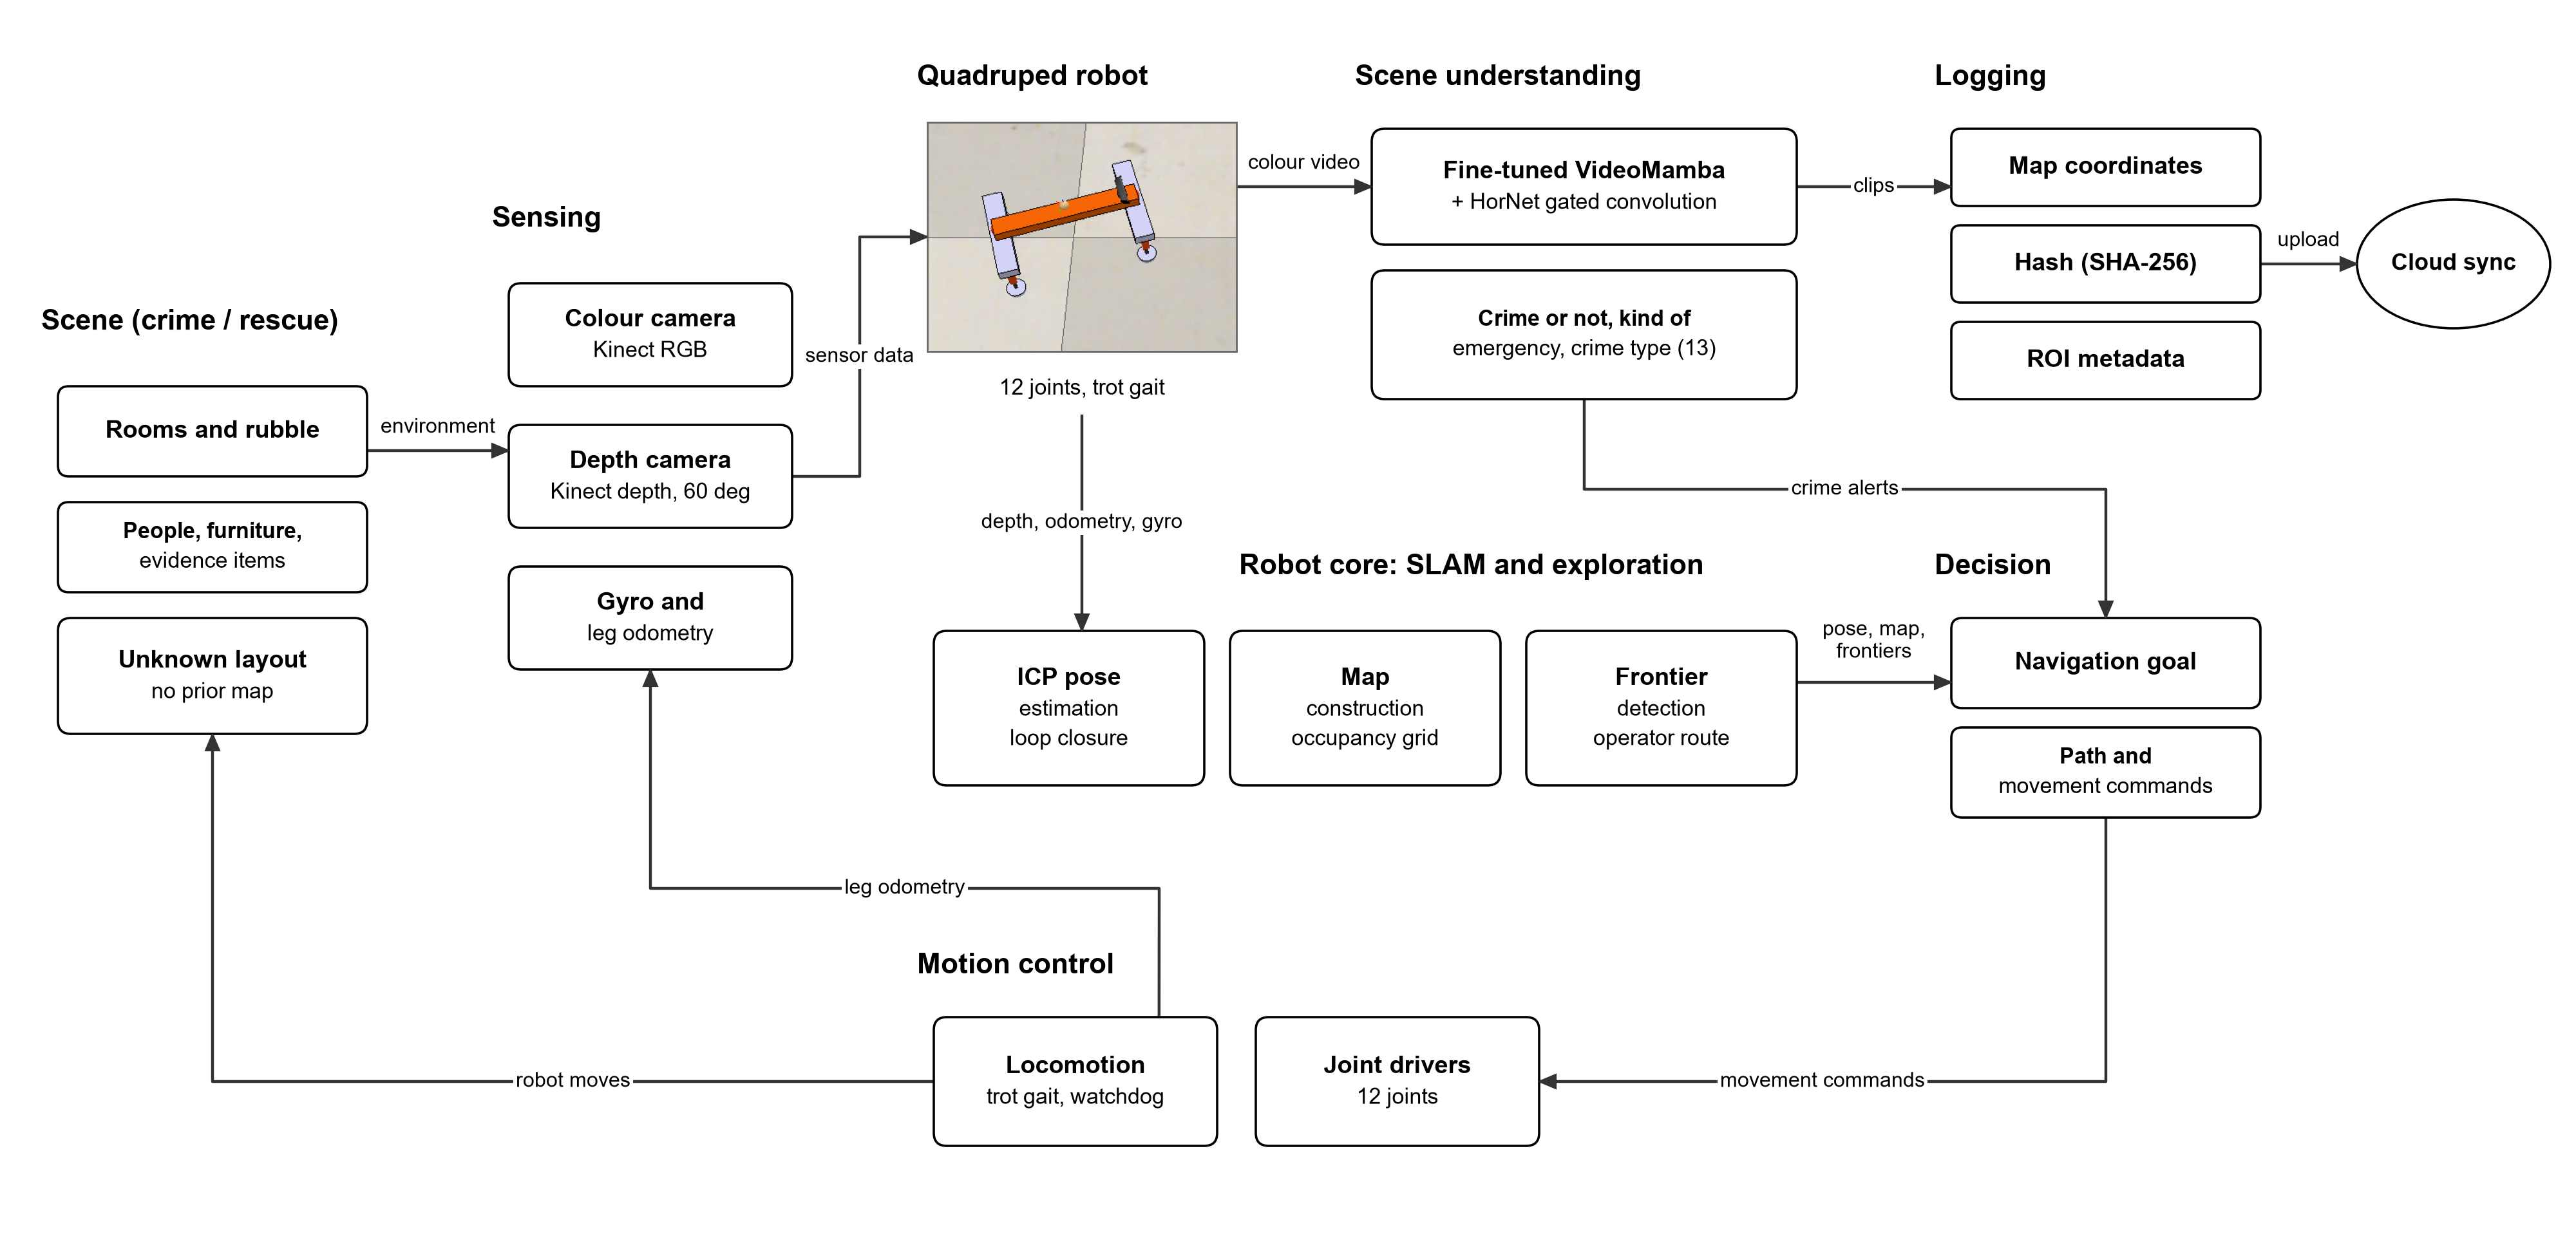 Quadruped robot
Scene understanding
Logging
Sensing
Scene (crime / rescue)
Rooms and rubble
People, furniture,
evidence items
Unknown layout
no prior map
environment
Colour camera
Kinect RGB
Depth camera
Kinect depth, 60 deg
Gyro and
leg odometry
sensor data
12 joints, trot gait
colour video
Fine-tuned VideoMamba
+ HorNet gated convolution
Crime or not, kind of
emergency, crime type (13)
clips
Map coordinates
Hash (SHA-256)
ROI metadata
upload
Cloud sync
crime alerts
depth, odometry, gyro
Robot core: SLAM and exploration
Decision
ICP pose
estimation
loop closure
Map
construction
occupancy grid
Frontier
detection
operator route
pose, map,
frontiers
Navigation goal
Path and
movement commands
leg odometry
Motion control
Locomotion
trot gait, watchdog
Joint drivers
12 joints
robot moves
movement commands